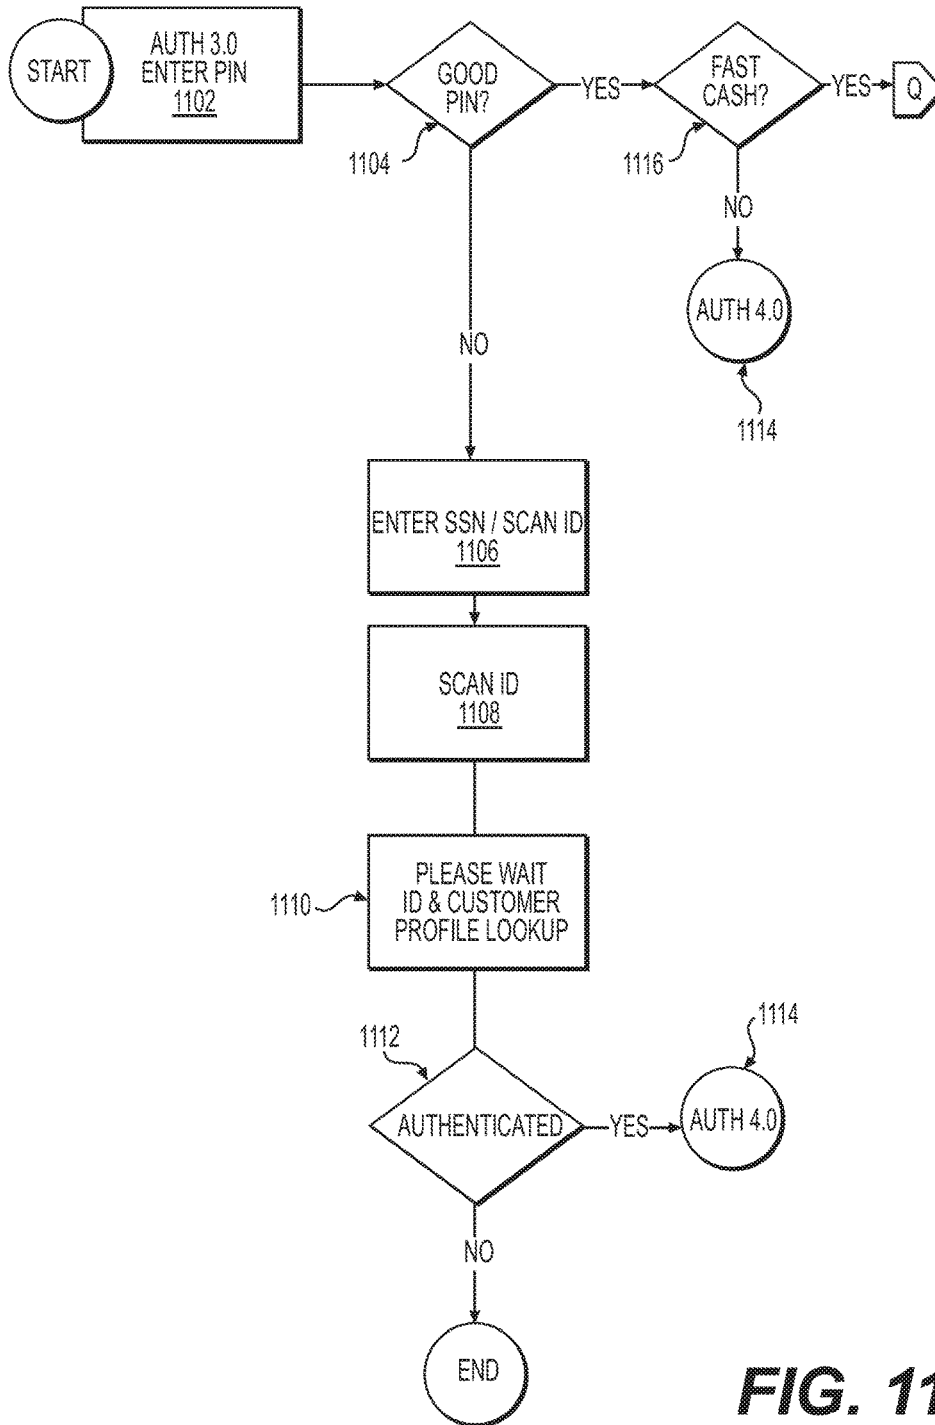 START
AUTH 3.0
ENTER PIN
1102
GOOD
PIN?
1104
YES
FAST
CASH?
1116
YES
Q
NO
AUTH 4.0
1114
NO
ENTER SSN / SCAN ID
1106
SCAN ID
1108
PLEASE WAIT
ID & CUSTOMER
PROFILE LOOKUP
1110
1112
AUTHENTICATED
YES
AUTH 4.0
1114
NO
END
FIG. 11